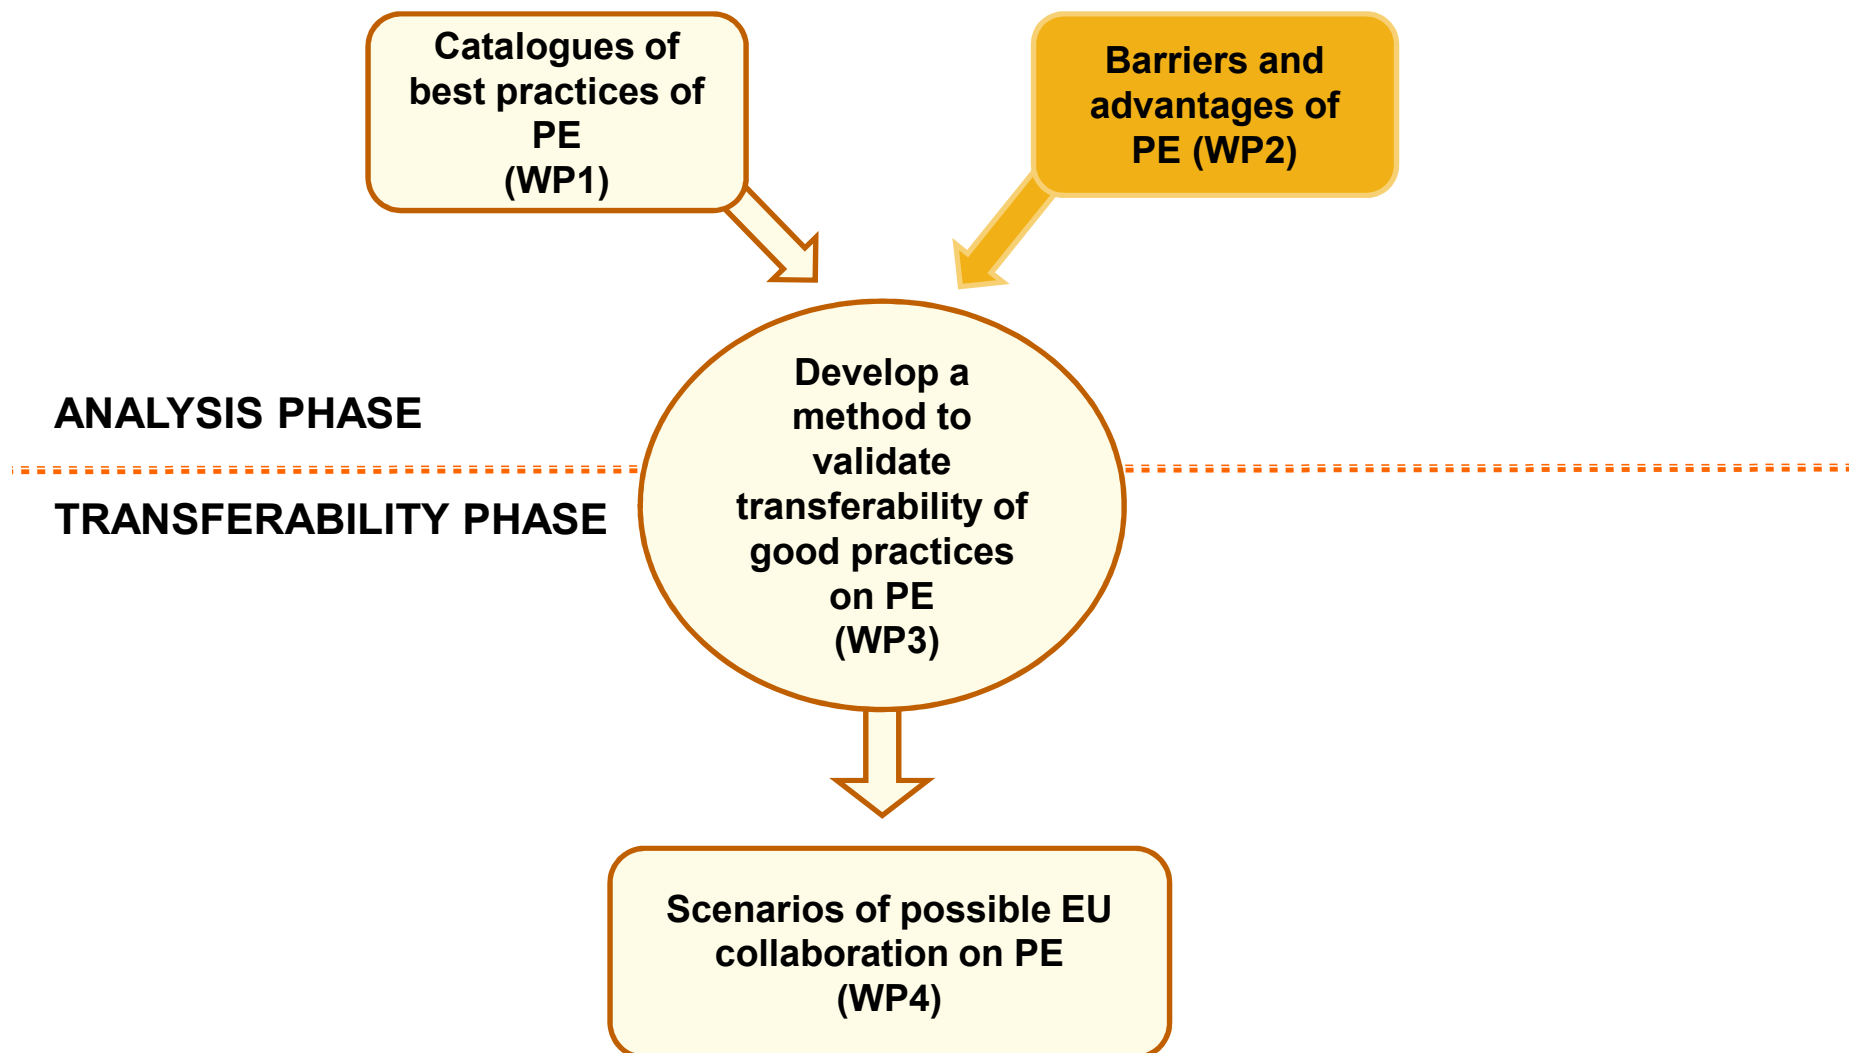 Catalogues of
best practices of
PE
(WP1)
Barriers and
advantages of
PE (WP2)
ANALYSIS PHASE
TRANSFERABILITY PHASE
Develop a
method to
validate
transferability of
good practices
on PE
(WP3)
Scenarios of possible EU
collaboration on PE
(WP4)